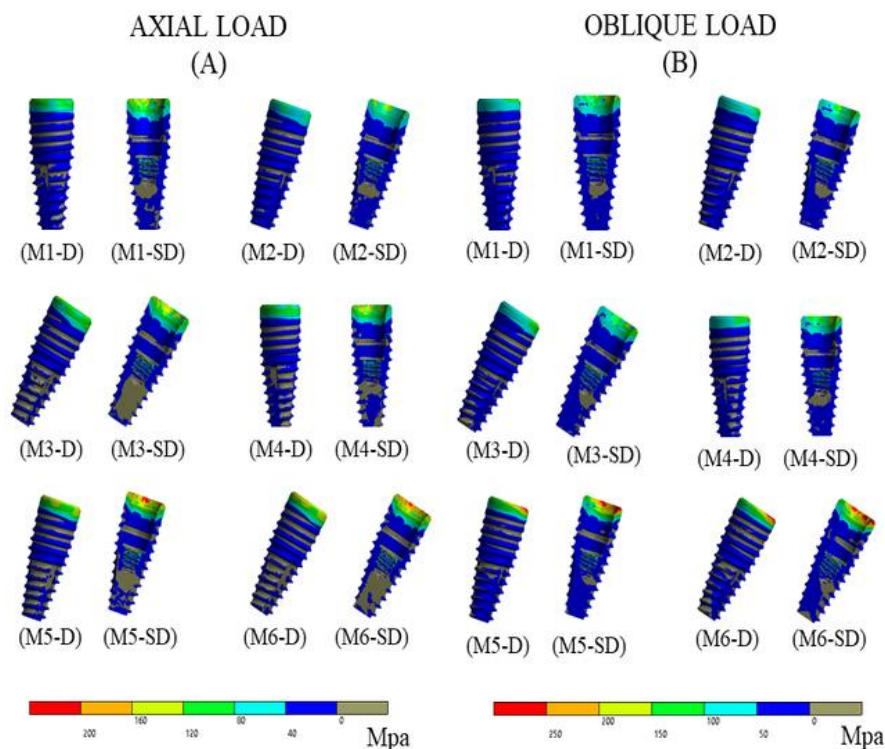 AXIAL LOAD
(A)
OBLIQUE LOAD
(B)
(M1-D) (M1-SD) (M2-D) (M2-SD)
(M1-D) (M1-SD) (M2-D) (M2-SD)
(M3-D) (M3-SD) (M4-D) (M4-SD)
(M3-D) (M3-SD) (M4-D) (M4-SD)
(M5-D) (M5-SD) (M6-D) (M6-SD)
(M5-D) (M5-SD) (M6-D) (M6-SD)
200 160 120 80 40 0 Mpa
250 200 150 100 50 0 Mpa